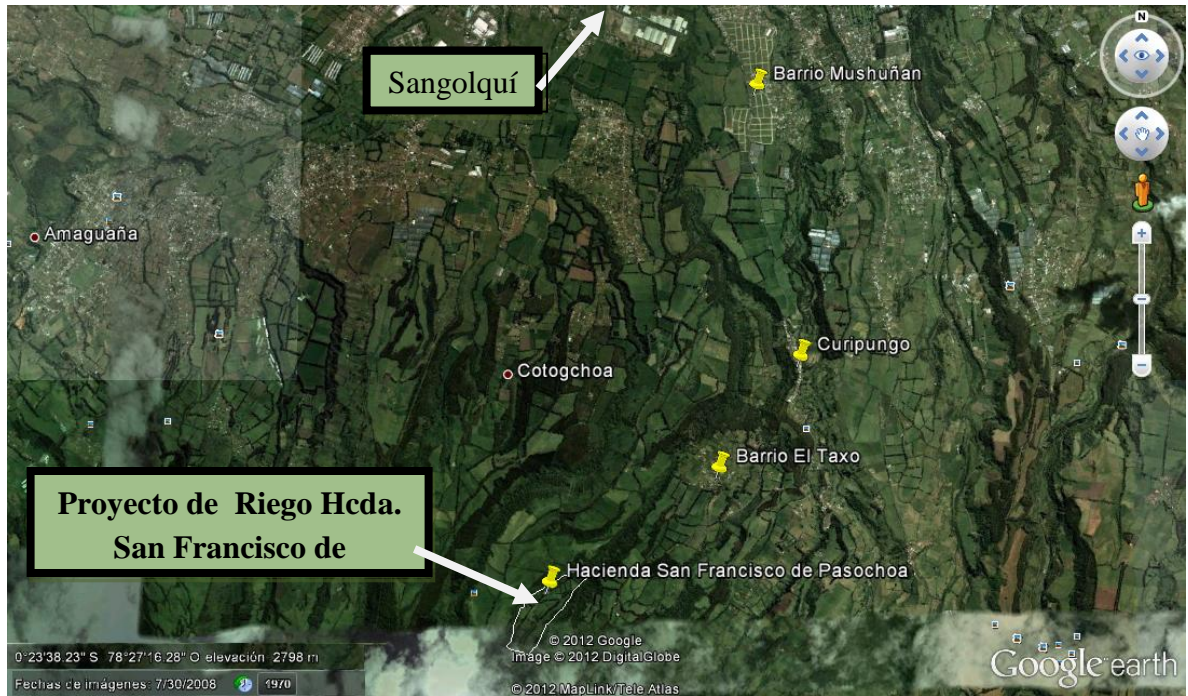 N
Sangolquí
Barrio Mushuñan
Amaguaña
Curipungo
Cotogchoa
Barrio El Taxo
Proyecto de Riego Hcda.
San Francisco de
Hacienda San Francisco de Pasochoa
© 2012 Google
Image © 2012 DigitalGlobe
© 2012 MapLink/Tele Atlas
0°23'38.23" S 78°27'16.28" O elevación 2798 m
Fechas de imágenes: 7/30/2008 1970
Google earth